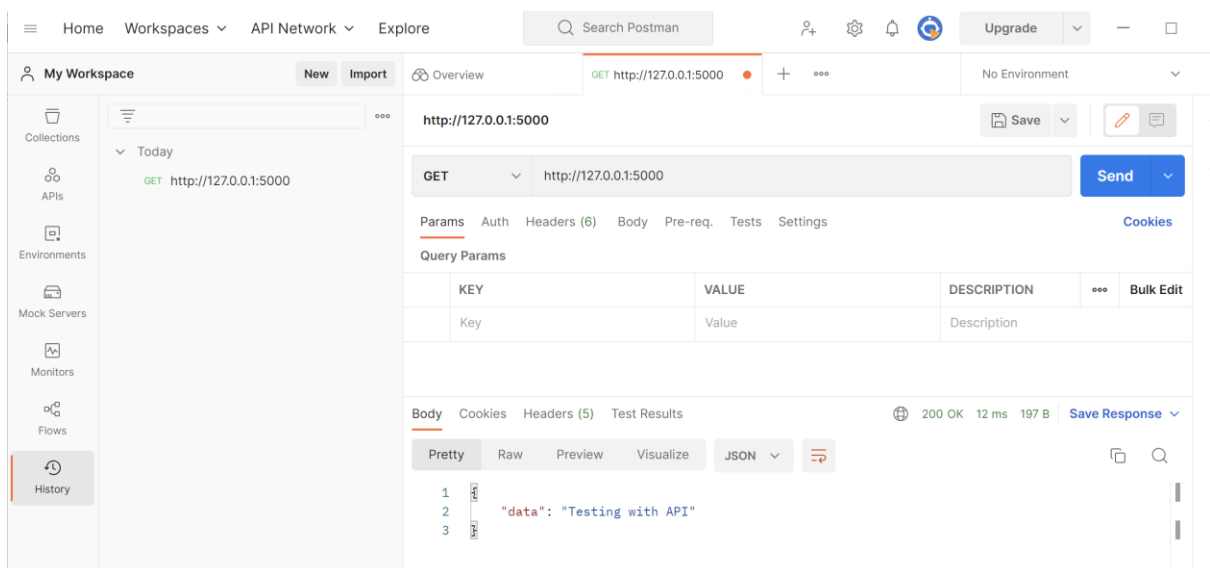 Home Workspaces API Network Explore Search Postman Upgrade
My Workspace New Import Overview GET http://127.0.0.1:5000 No Environment
Collections
APIs
Environments
Mock Servers
Monitors
Flows
History
Today
GET http://127.0.0.1:5000
http://127.0.0.1:5000 Save
GET http://127.0.0.1:5000 Send
Params Auth Headers (6) Body Pre-req. Tests Settings Cookies
Query Params
KEY VALUE DESCRIPTION Bulk Edit
Key Value Description
Body Cookies Headers (5) Test Results 200 OK 12 ms 197 B Save Response
Pretty Raw Preview Visualize JSON
1 {
2 "data": "Testing with API"
3 }